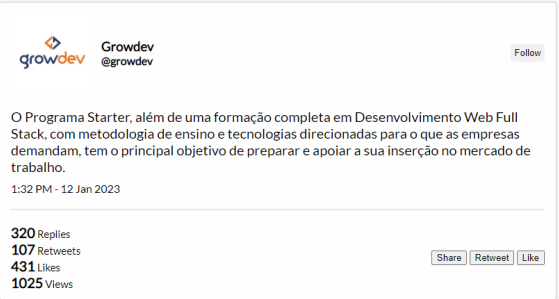 growdev
Growdev
@growdev
Follow
O Programa Starter, além de uma formação completa em Desenvolvimento Web Full
Stack, com metodologia de ensino e tecnologias direcionadas para o que as empresas
demandam, tem o principal objetivo de preparar e apoiar a sua inserção no mercado de
trabalho.
1:32 PM - 12 Jan 2023
320 Replies
107 Retweets
431 Likes
1025 Views
Share Retweet Like